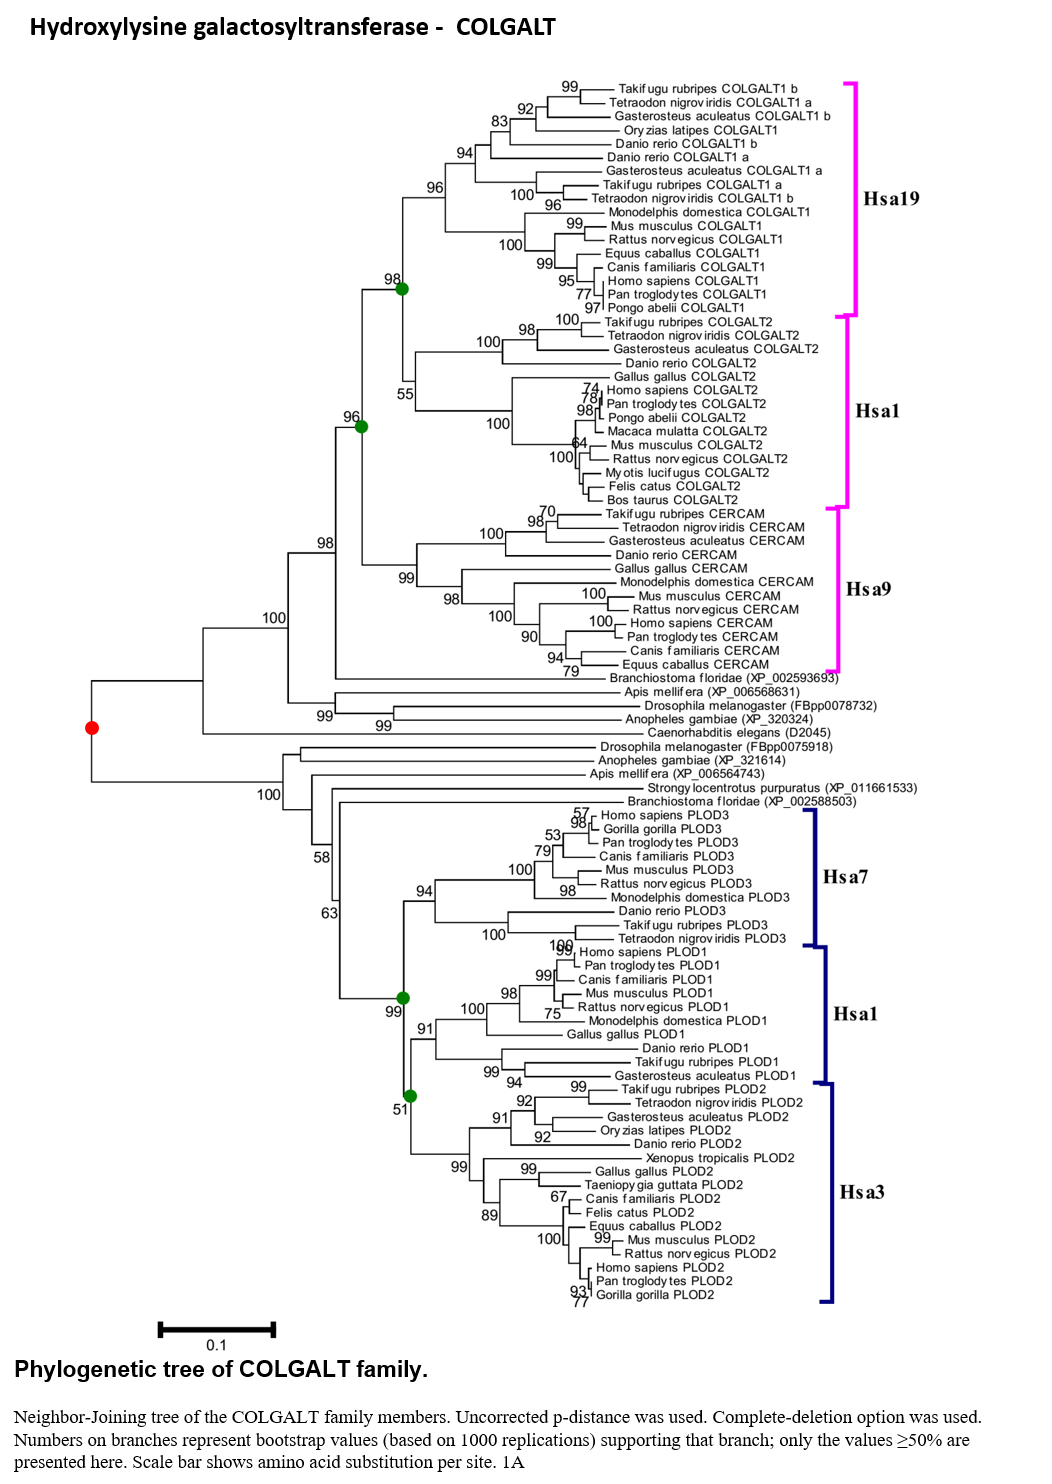 Hydroxylysine galactosyltransferase - COLGALT
99 Takifugu rubripes COLGALT1 b
Tetraodon nigroviridis COLGALT1 a
92 Gasterosteus aculeatus COLGALT1 b
83 Oryzias latipes COLGALT1
Danio rerio COLGALT1 b
94 Danio rerio COLGALT1 a
Gasterosteus aculeatus COLGALT1 a
96 100 Takifugu rubripes COLGALT1 a
96 Tetraodon nigroviridis COLGALT1 b
Hsa19
Monodelphis domestica COLGALT1
99 Mus musculus COLGALT1
100 Rattus norvegicus COLGALT1
99 Equus caballus COLGALT1
Canis familiaris COLGALT1
98 95 Homo sapiens COLGALT1
77 Pan troglodytes COLGALT1
97 Pongo abelii COLGALT1
100 Takifugu rubripes COLGALT2
98 Tetraodon nigroviridis COLGALT2
100 Gasterosteus aculeatus COLGALT2
Danio rerio COLGALT2
Gallus gallus COLGALT2
55 74 Homo sapiens COLGALT2
78 Pan troglodytes COLGALT2
98 Pongo abelii COLGALT2
Hsa1
96 100 Macaca mulatta COLGALT2
64 Mus musculus COLGALT2
100 Rattus norvegicus COLGALT2
Myotis lucifugus COLGALT2
Felis catus COLGALT2
Bos taurus COLGALT2
70 Takifugu rubripes CERCAM
98 Tetraodon nigroviridis CERCAM
100 Gasterosteus aculeatus CERCAM
98 Danio rerio CERCAM
99 Gallus gallus CERCAM
Monodelphis domestica CERCAM
Hsa9
98 100 Mus musculus CERCAM
100 Rattus norvegicus CERCAM
100 100 Homo sapiens CERCAM
90 Pan troglodytes CERCAM
94 Canis familiaris CERCAM
79 Equus caballus CERCAM
Branchiostoma floridae (XP_002593693)
Apis mellifera (XP_006568631)
99 Drosophila melanogaster (FBpp0078732)
99 Anopheles gambiae (XP_320324)
Caenorhabditis elegans (D2045)
Drosophila melanogaster (FBpp0075918)
Anopheles gambiae (XP_321614)
Apis mellifera (XP_006564743)
100 Strongylocentrotus purpuratus (XP_011661533)
Branchiostoma floridae (XP_002588503)
57 Homo sapiens PLOD3
98 Gorilla gorilla PLOD3
53 Pan troglodytes PLOD3
58 79 Canis familiaris PLOD3
100 Mus musculus PLOD3
Hsa7
94 98 Rattus norvegicus PLOD3
Monodelphis domestica PLOD3
63 Danio rerio PLOD3
100 Takifugu rubripes PLOD3
100 Tetraodon nigroviridis PLOD3
99 Homo sapiens PLOD1
Pan troglodytes PLOD1
99 Canis familiaris PLOD1
98 Mus musculus PLOD1
99 100 75 Rattus norvegicus PLOD1
Hsa1
Monodelphis domestica PLOD1
91 Gallus gallus PLOD1
Danio rerio PLOD1
99 Takifugu rubripes PLOD1
94 Gasterosteus aculeatus PLOD1
99 Takifugu rubripes PLOD2
51 92 Tetraodon nigroviridis PLOD2
91 Gasterosteus aculeatus PLOD2
92 Oryzias latipes PLOD2
Danio rerio PLOD2
99 Xenopus tropicalis PLOD2
99 Gallus gallus PLOD2
Taeniopygia guttata PLOD2
Hsa3
67 Canis familiaris PLOD2
89 Felis catus PLOD2
Equus caballus PLOD2
100 99 Mus musculus PLOD2
Rattus norvegicus PLOD2
Homo sapiens PLOD2
93 Pan troglodytes PLOD2
77 Gorilla gorilla PLOD2
0.1
Phylogenetic tree of COLGALT family.
Neighbor-Joining tree of the COLGALT family members. Uncorrected p-distance was used. Complete-deletion option was used.
Numbers on branches represent bootstrap values (based on 1000 replications) supporting that branch; only the values ≥50% are
presented here. Scale bar shows amino acid substitution per site. 1A